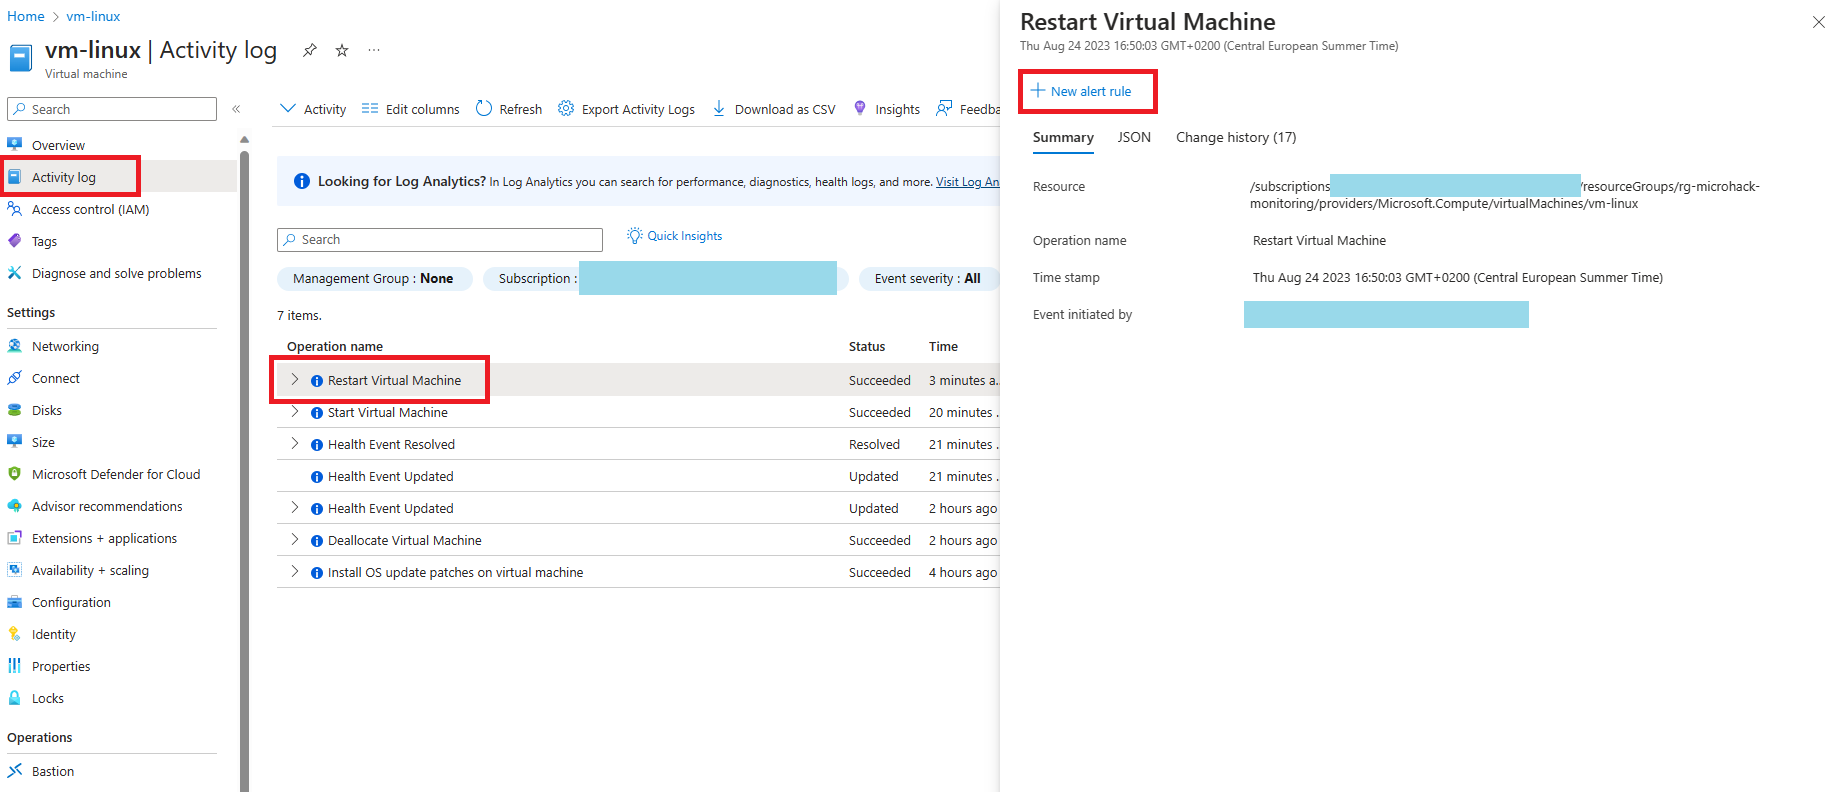 Home > vm-linux
vm-linux | Activity log
Virtual machine
Search
Overview
Activity log
Access control (IAM)
Tags
Diagnose and solve problems
Settings
Networking
Connect
Disks
Size
Microsoft Defender for Cloud
Advisor recommendations
Extensions + applications
Availability + scaling
Configuration
Identity
Properties
Locks
Operations
Bastion
Activity Edit columns Refresh Export Activity Logs Download as CSV Insights Feedba
Looking for Log Analytics? In Log Analytics you can search for performance, diagnostics, health logs, and more. Visit Log An
Search
Quick Insights
Management Group : None Subscription : Event severity : All
7 items.
Operation name Status Time
Restart Virtual Machine Succeeded 3 minutes a...
Start Virtual Machine Succeeded 20 minutes ..
Health Event Resolved Resolved 21 minutes ..
Health Event Updated Updated 21 minutes ..
Health Event Updated Updated 2 hours ago
Deallocate Virtual Machine Succeeded 2 hours ago
Install OS update patches on virtual machine Succeeded 4 hours ago
Restart Virtual Machine
Thu Aug 24 2023 16:50:03 GMT+0200 (Central European Summer Time)
New alert rule
Summary JSON Change history (17)
Resource /subscriptions /resourceGroups/rg-microhack-
monitoring/providers/Microsoft.Compute/virtualMachines/vm-linux
Operation name Restart Virtual Machine
Time stamp Thu Aug 24 2023 16:50:03 GMT+0200 (Central European Summer Time)
Event initiated by